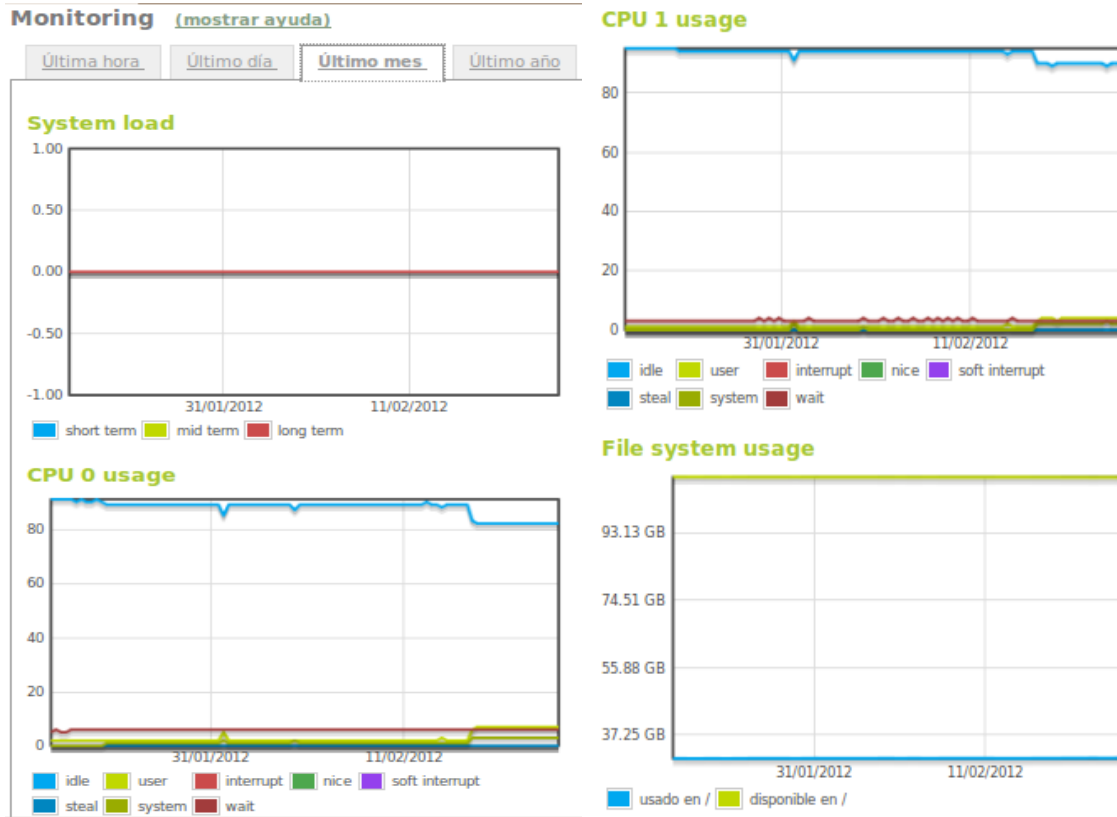 Monitoring (mostrar ayuda)
Última hora Último día Último mes Último año
System load
1.00
0.50
0.00
-0.50
-1.00
31/01/2012 11/02/2012
short term mid term long term
CPU 0 usage
80
60
40
20
0
31/01/2012 11/02/2012
idle user interrupt nice soft interrupt
steal system wait
CPU 1 usage
80
60
40
20
0
31/01/2012 11/02/2012
idle user interrupt nice soft interrupt
steal system wait
File system usage
93.13 GB
74.51 GB
55.88 GB
37.25 GB
31/01/2012 11/02/2012
usado en / disponible en /